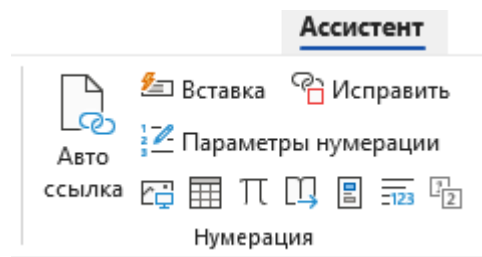 Ассистент
Вставка Исправить
Параметры нумерации
Авто
ссылка
Нумерация